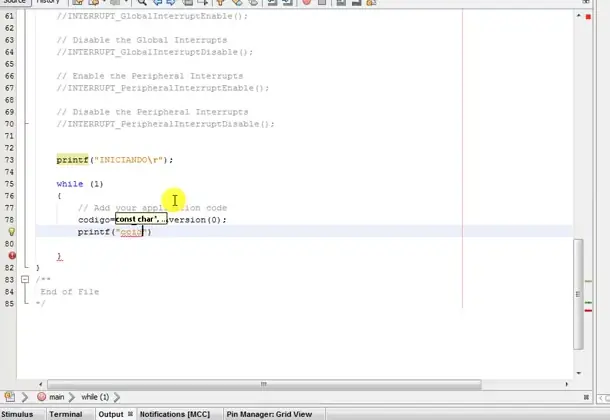 Source History
61 //INTERRUPT_GlobalInterruptEnable();
62
63 // Disable the Global Interrupts
64 //INTERRUPT_GlobalInterruptDisable();
65
66 // Enable the Peripheral Interrupts
67 //INTERRUPT_PeripheralInterruptEnable();
68
69 // Disable the Peripheral Interrupts
70 //INTERRUPT_PeripheralInterruptDisable();
71
72
73 printf("INICIANDO\r");
74
75 while (1)
76 {
77 // Add your application code
78 codigo= const char*, ... version(0);
printf(" ")
80
}
82 }
83 /**
84 End of File
85 */
main while (1)
Stimulus Terminal Output Notifications [MCC] Pin Manager: Grid View